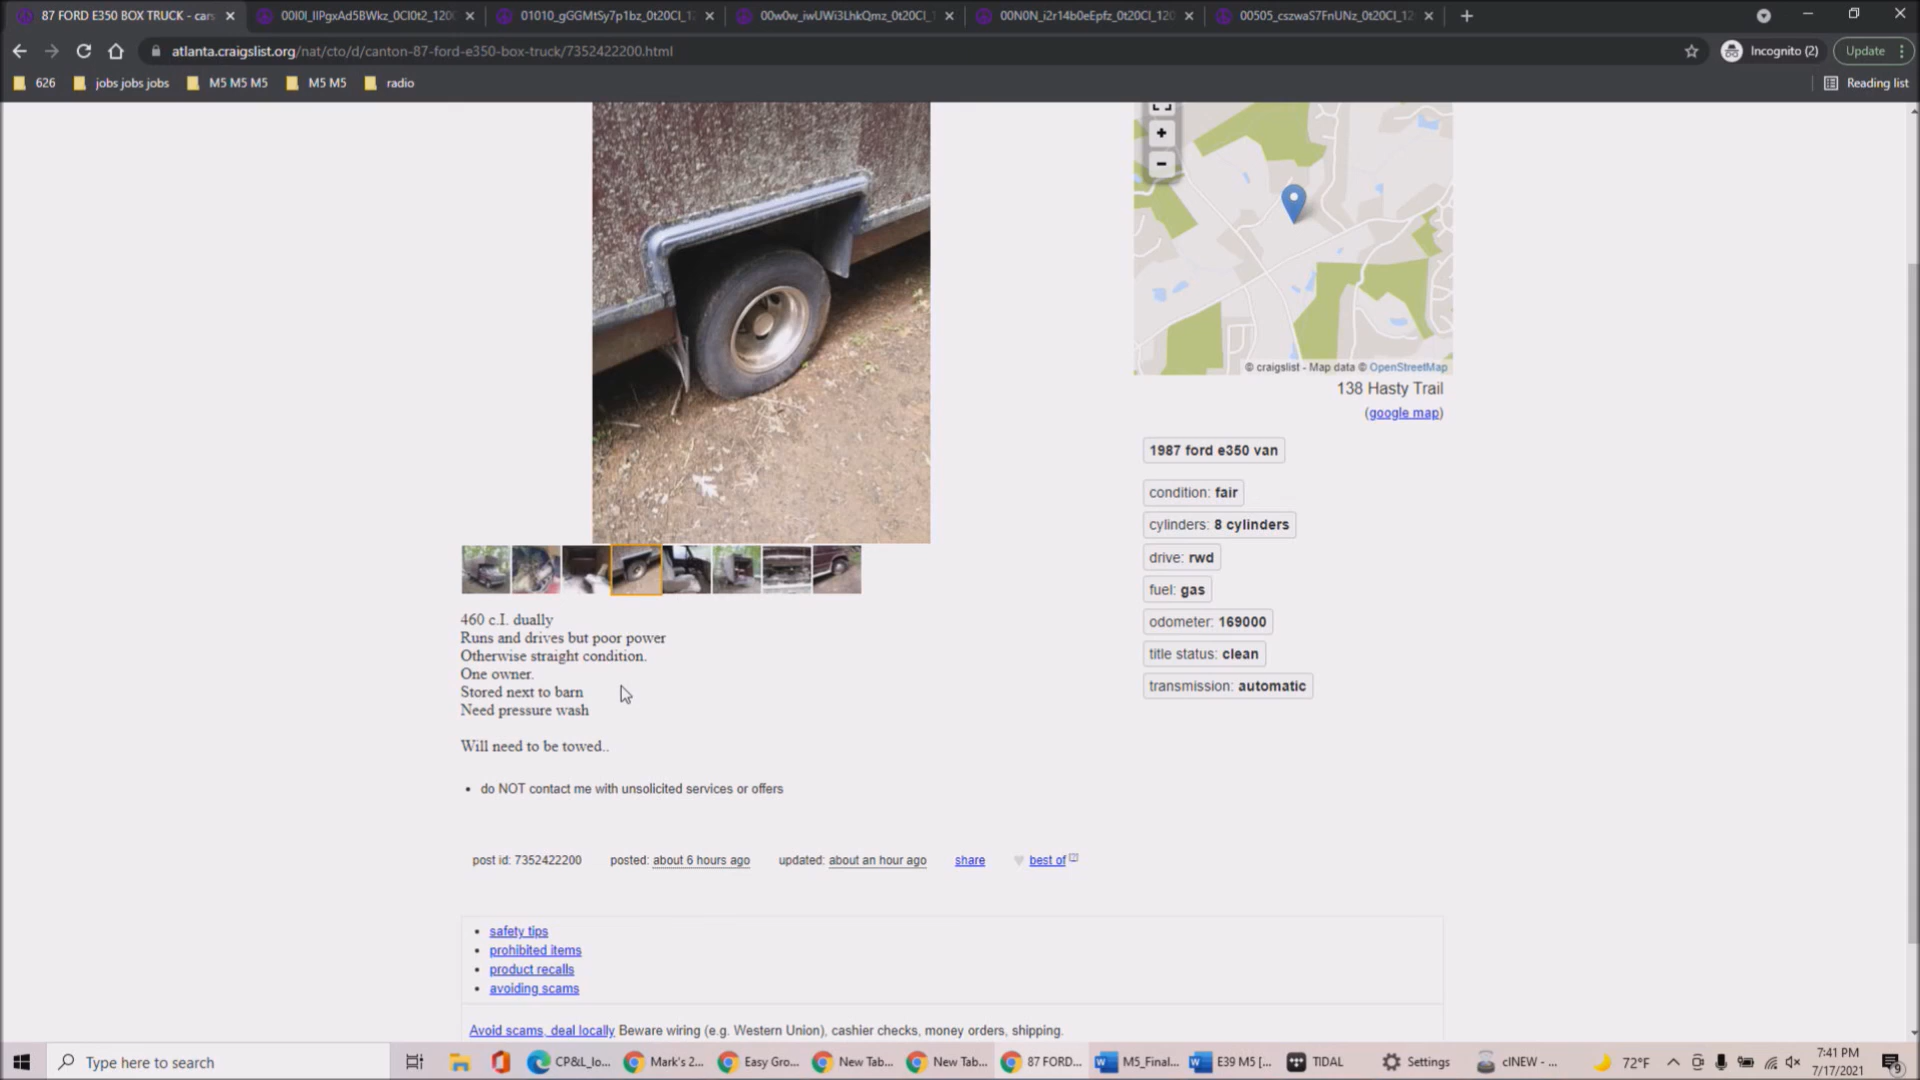 87 FORD E350 BOX TRUCK - cars
00I0I_IIPgxAd5BWkz_0CI0t2_120
01010_gGGMtSy7p1bz_0t20CI_12
00w0w_iwUWi3LhkQmz_0t20CI_1
00N0N_i2r14b0eEpfz_0t20CI_120
00505_cszwaS7FnUNz_0t20CI_12
atlanta.craigslist.org/nat/cto/d/canton-87-ford-e350-box-truck/7352422200.html
Incognito (2)
Update
626
jobs jobs jobs
M5 M5 M5
M5 M5
radio
Reading list
+
−
© craigslist - Map data © OpenStreetMap
138 Hasty Trail
(google map)
1987 ford e350 van
condition: fair
cylinders: 8 cylinders
drive: rwd
fuel: gas
odometer: 169000
title status: clean
transmission: automatic
460 c.I. dually
Runs and drives but poor power
Otherwise straight condition.
One owner.
Stored next to barn
Need pressure wash
Will need to be towed..
• do NOT contact me with unsolicited services or offers
post id: 7352422200 posted: about 6 hours ago updated: about an hour ago share best of [?]
• safety tips
• prohibited items
• product recalls
• avoiding scams
Avoid scams, deal locally Beware wiring (e.g. Western Union), cashier checks, money orders, shipping.
Type here to search
CP&L_lo...
Mark's 2...
Easy Gro...
New Tab...
New Tab...
87 FORD...
M5_Final...
E39 M5 [...
TIDAL
Settings
cINEW - ...
72°F
7:41 PM
7/17/2021
9